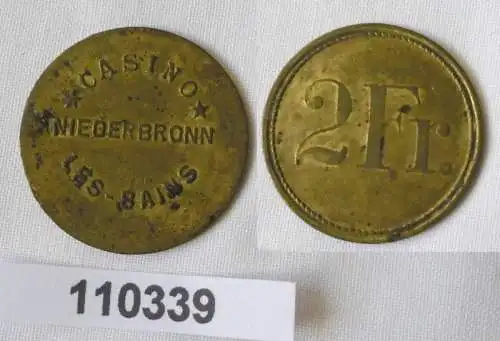 ★ CASINO ★
NIEDERBRONN
LES-BAINS
2Fr.
110339